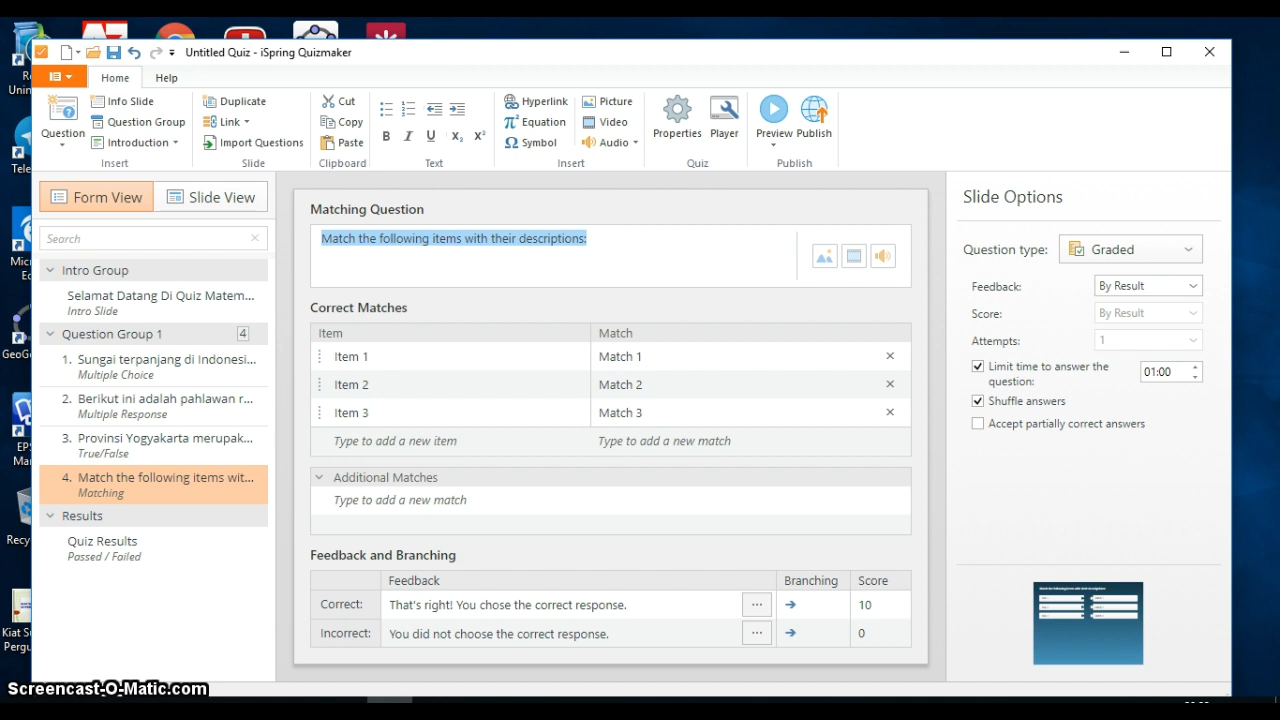 Untitled Quiz - iSpring Quizmaker
Home Help
Question
Info Slide
Question Group
Introduction
Insert
Duplicate
Link
Import Questions
Slide
Cut
Copy
Paste
Clipboard
B I U X₂ X²
Text
Hyperlink
Equation
Symbol
Picture
Video
Audio
Insert
Properties Player
Quiz
Preview Publish
Publish
Form View Slide View
Search
Intro Group
Selamat Datang Di Quiz Matem...
Intro Slide
Question Group 1 4
1. Sungai terpanjang di Indonesi...
Multiple Choice
2. Berikut ini adalah pahlawan r...
Multiple Response
3. Provinsi Yogyakarta merupak...
True/False
4. Match the following items wit...
Matching
Results
Quiz Results
Passed / Failed
Matching Question
Match the following items with their descriptions:
Correct Matches
Item Match
Item 1 Match 1
Item 2 Match 2
Item 3 Match 3
Type to add a new item Type to add a new match
Additional Matches
Type to add a new match
Feedback and Branching
Feedback Branching Score
Correct: That's right! You chose the correct response. ... 10
Incorrect: You did not choose the correct response. ... 0
Slide Options
Question type: Graded
Feedback: By Result
Score: By Result
Attempts: 1
Limit time to answer the
question: 01:00
Shuffle answers
Accept partially correct answers
Screencast-O-Matic.com